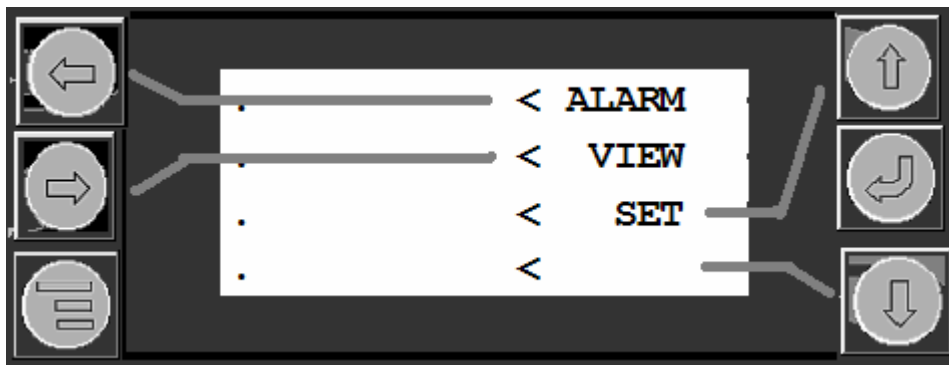 . < ALARM
. < VIEW
. < SET
. <